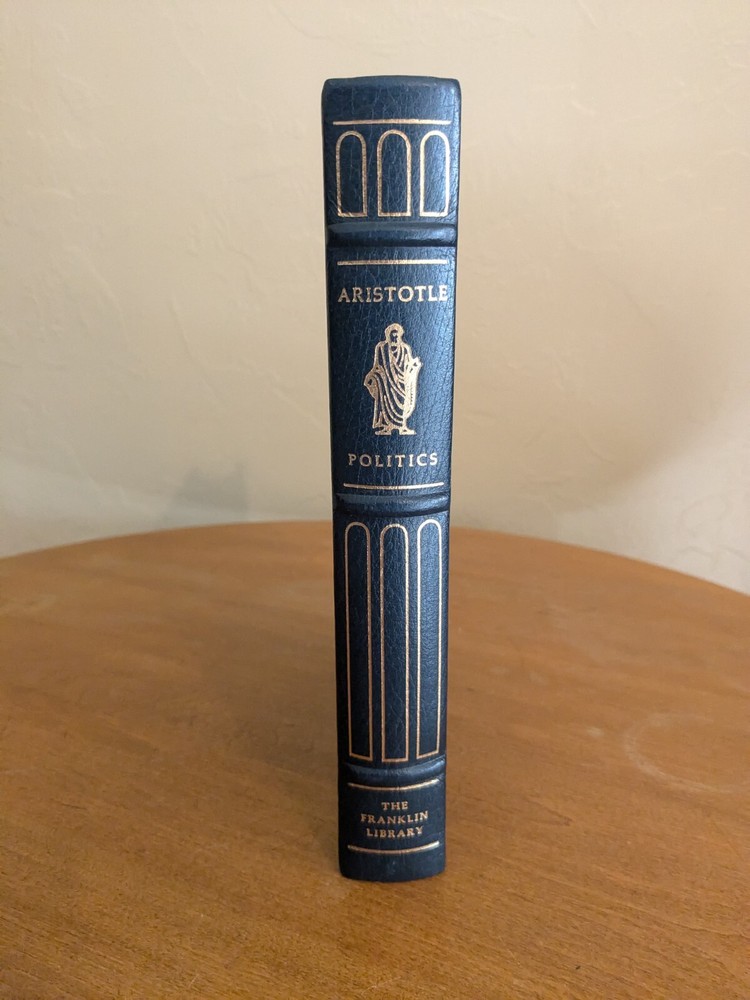 ARISTOTLE
POLITICS
THE
FRANKLIN
LIBRARY